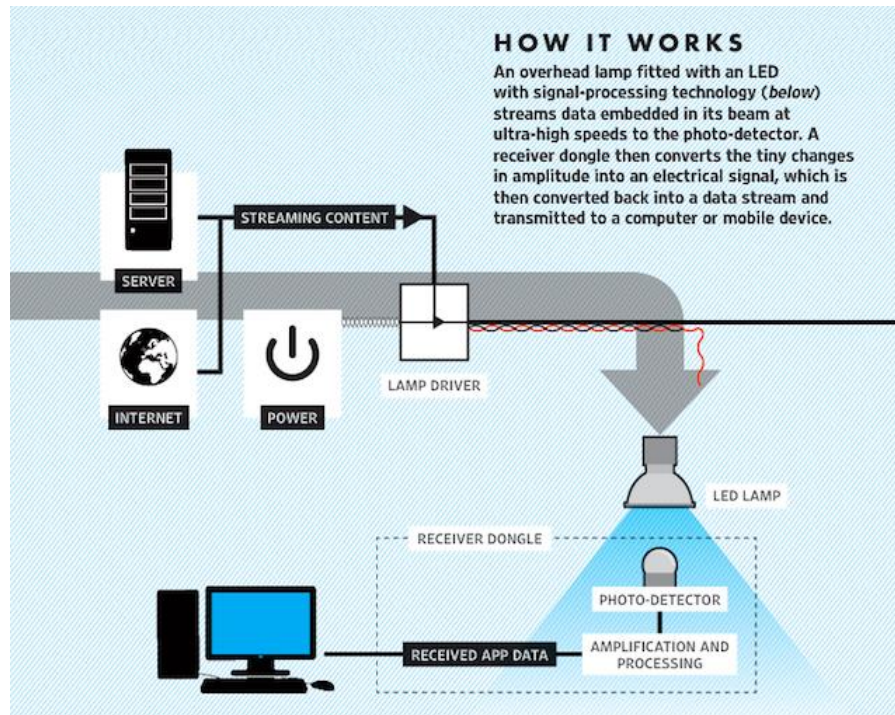 HOW IT WORKS
An overhead lamp fitted with an LED
with signal-processing technology (below)
streams data embedded in its beam at
ultra-high speeds to the photo-detector. A
receiver dongle then converts the tiny changes
in amplitude into an electrical signal, which is
then converted back into a data stream and
transmitted to a computer or mobile device.
STREAMING CONTENT
SERVER
LAMP DRIVER
INTERNET
POWER
LED LAMP
RECEIVER DONGLE
PHOTO-DETECTOR
RECEIVED APP DATA
AMPLIFICATION AND
PROCESSING